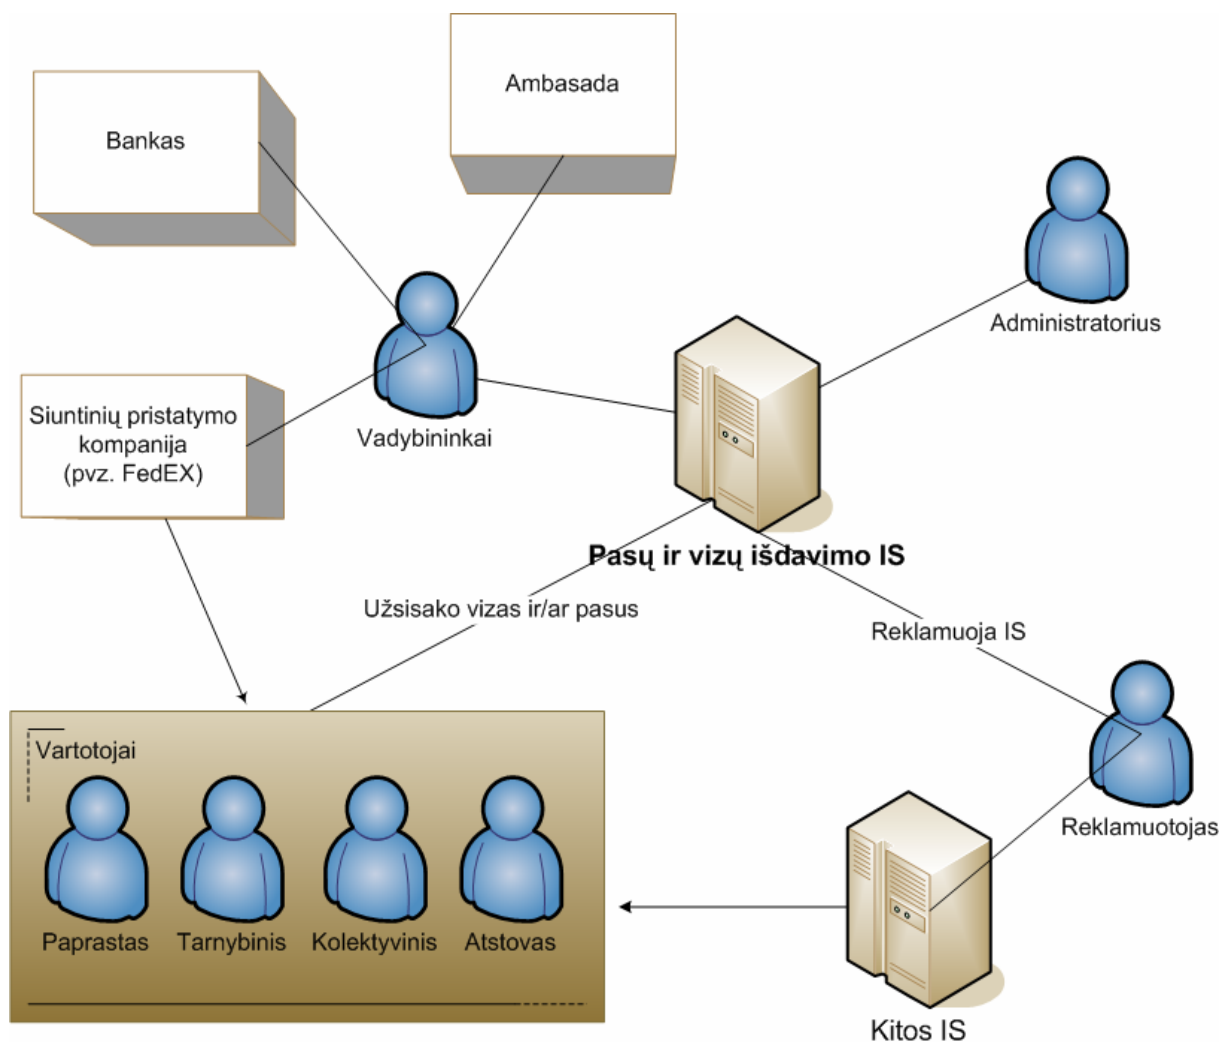 Ambasada
Bankas
Administratorius
Siuntinių pristatymo
kompanija
(pvz. FedEX)
Vadybininkai
Pasų ir vizų išdavimo IS
Užsisako vizas ir/ar pasus
Reklamuoja IS
Vartotojai
Reklamuotojas
Paprastas
Tarnybinis
Kolektyvinis
Atstovas
Kitos IS